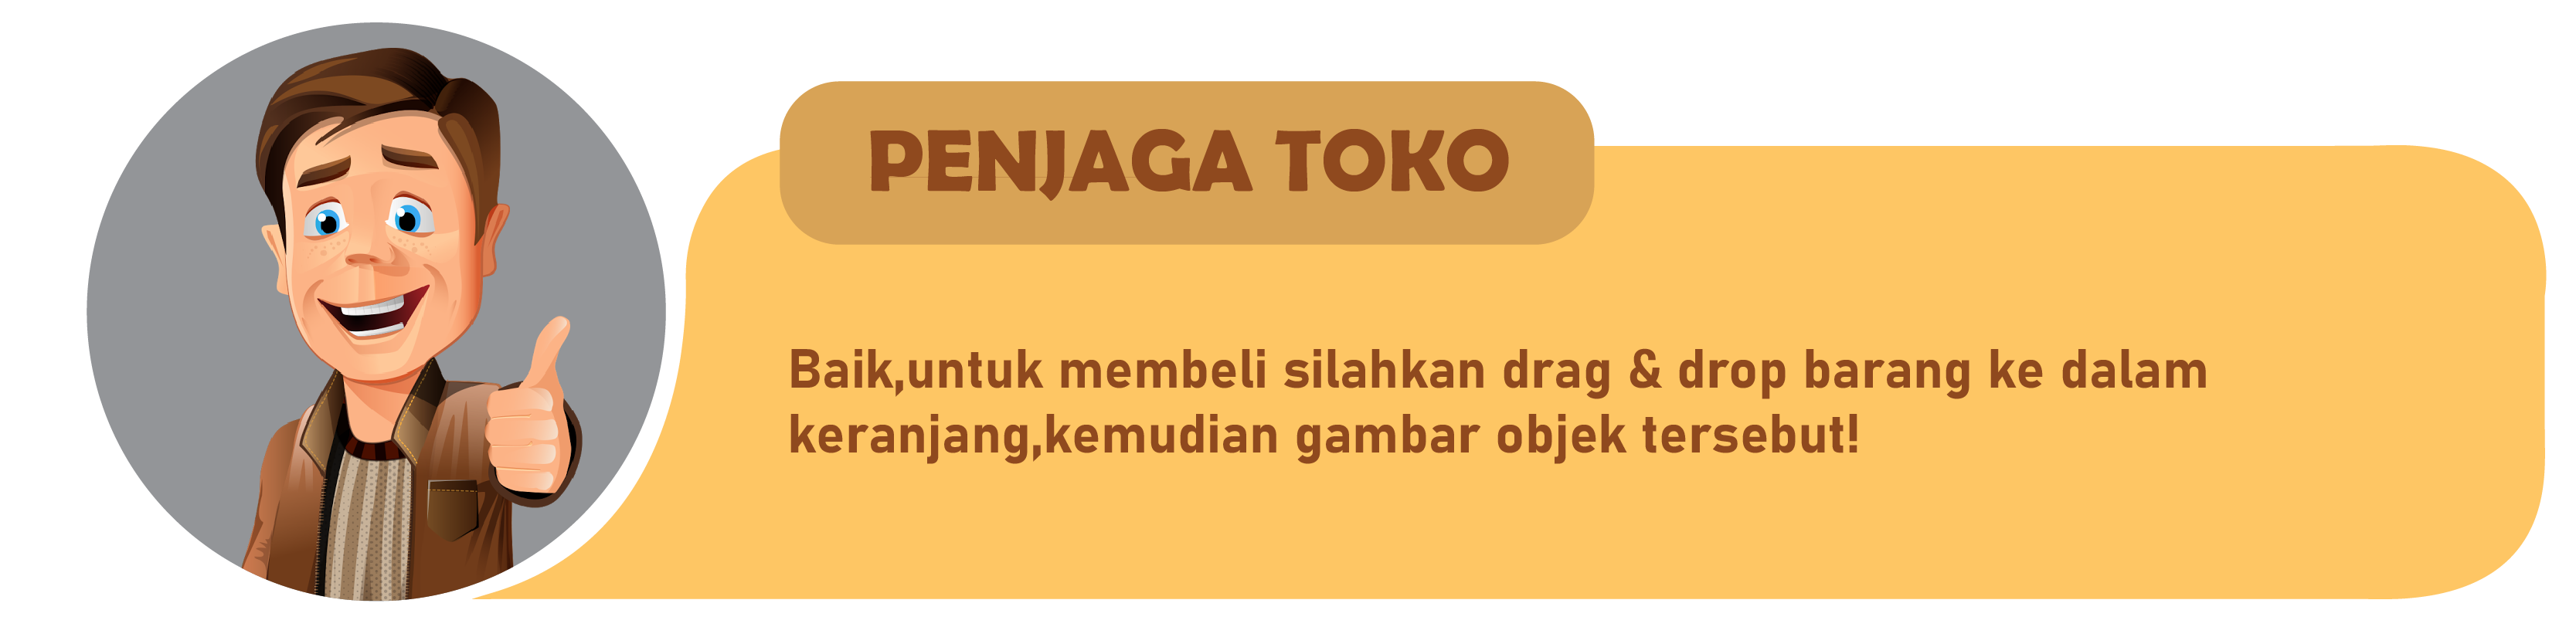 PENJAGA TOKO
Baik,untuk membeli silahkan drag & drop barang ke dalam
keranjang,kemudian gambar objek tersebut!